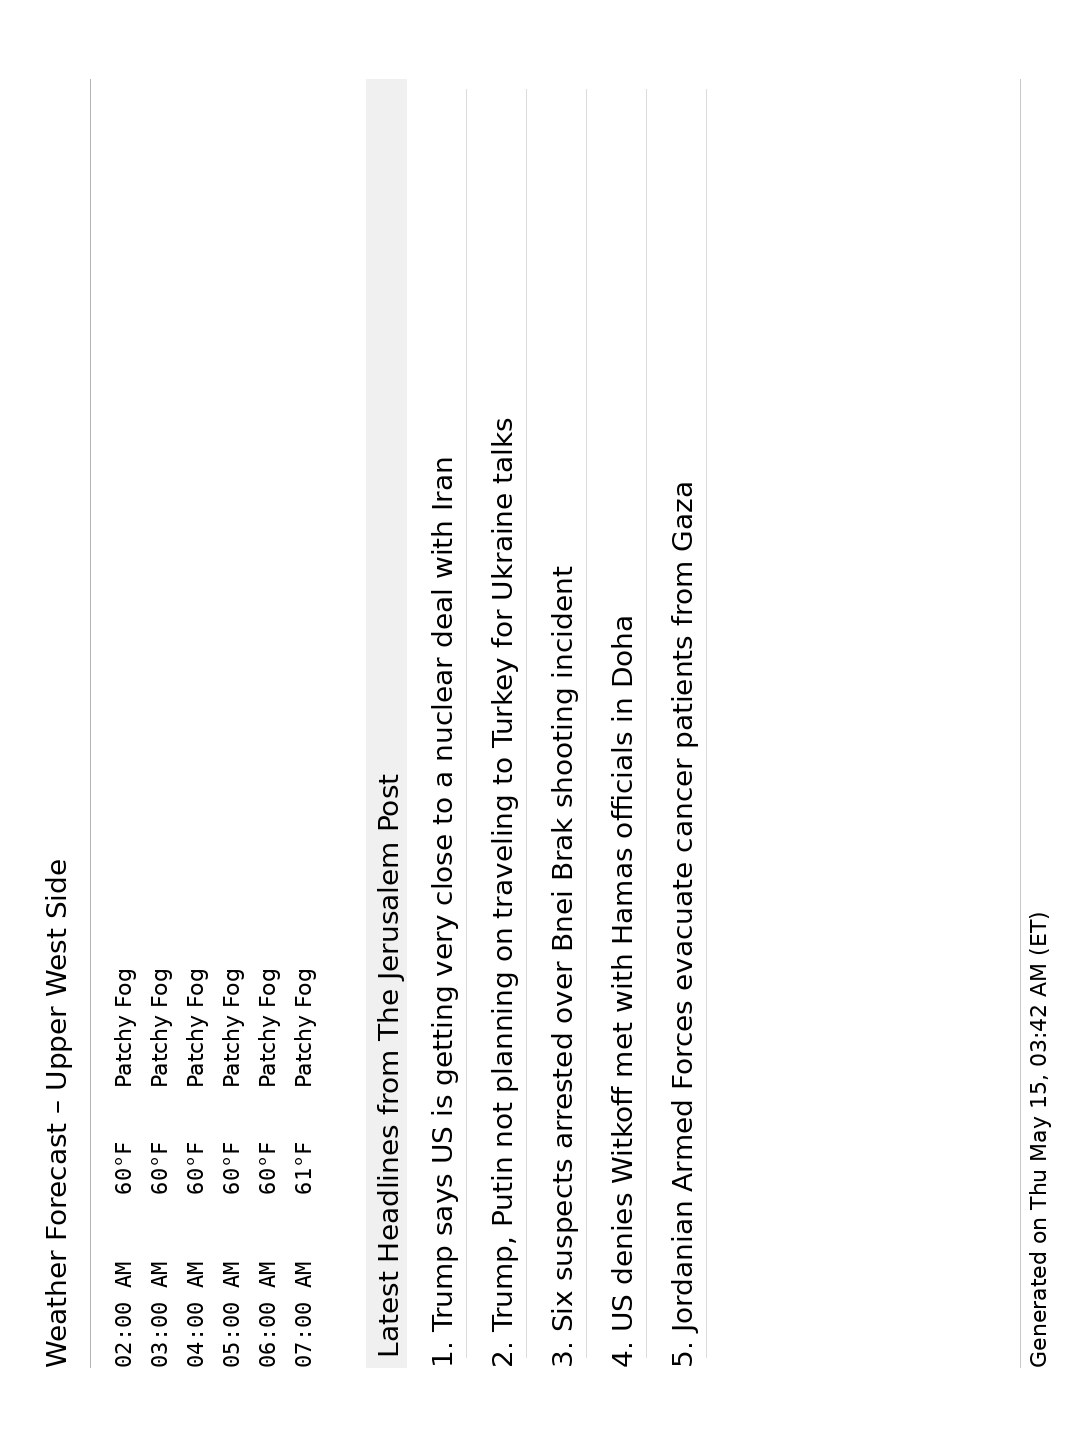 Weather Forecast – Upper West Side
02:00 AM 60°F Patchy Fog
03:00 AM 60°F Patchy Fog
04:00 AM 60°F Patchy Fog
05:00 AM 60°F Patchy Fog
06:00 AM 60°F Patchy Fog
07:00 AM 61°F Patchy Fog
Latest Headlines from The Jerusalem Post
1. Trump says US is getting very close to a nuclear deal with Iran
2. Trump, Putin not planning on traveling to Turkey for Ukraine talks
3. Six suspects arrested over Bnei Brak shooting incident
4. US denies Witkoff met with Hamas officials in Doha
5. Jordanian Armed Forces evacuate cancer patients from Gaza
Generated on Thu May 15, 03:42 AM (ET)